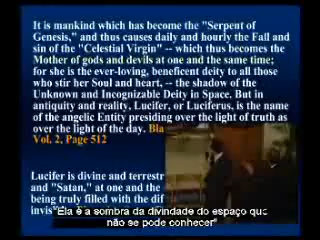 It is mankind which has become the "Serpent of
Genesis," and thus causes daily and hourly the Fall and
sin of the "Celestial Virgin" -- which thus becomes the
Mother of gods and devils at one and the same time;
for she is the ever-loving, beneficent deity to all those
who stir her Soul and heart, -- the shadow of the
Unknown and Incognizable Deity in Space. But in
antiquity and reality, Lucifer, or Luciferus, is the name
of the angelic Entity presiding over the light of truth as
over the light of the day. Bla
Vol. 2, Page 512
Lucifer is divine and terrestr
and "Satan," at one and the
being truly filled with the dif
invis
"Ela é a sombra da divindade do espaço que
não se pode conhecer"